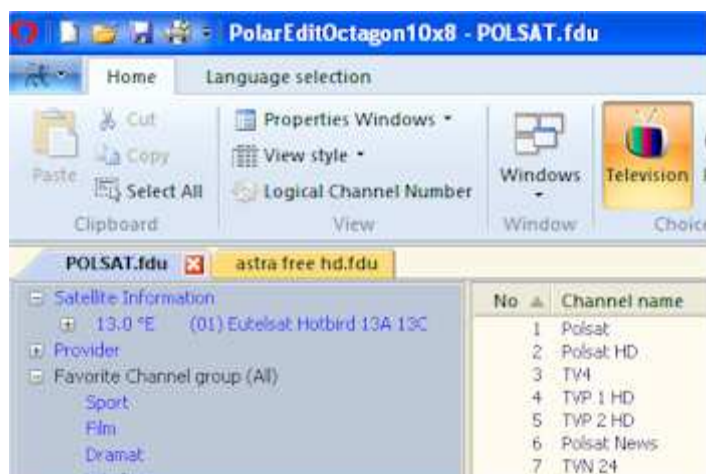 PolarEditOctagon10x8 - POLSAT.fdu
Home Language selection
Paste
Cut
Copy
Select All
Clipboard
Properties Windows
View style
Logical Channel Number
View
Windows
Window
Television
Choice
POLSAT.fdu astra free hd.fdu
Satellite Information
13.0 °E (01) Eutelsat Hotbird 13A 13C
Provider
Favorite Channel group (All)
Sport
Film
Dramat
No Channel name
1 Polsat
2 Polsat HD
3 TV4
4 TVP 1 HD
5 TVP 2 HD
6 Polsat News
7 TVN 24